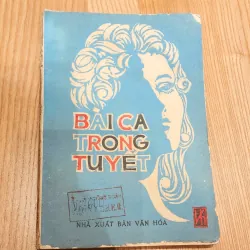 BÀI CA
TRONG
TUYẾT
NHÀ XUẤT BẢN VĂN HÓA